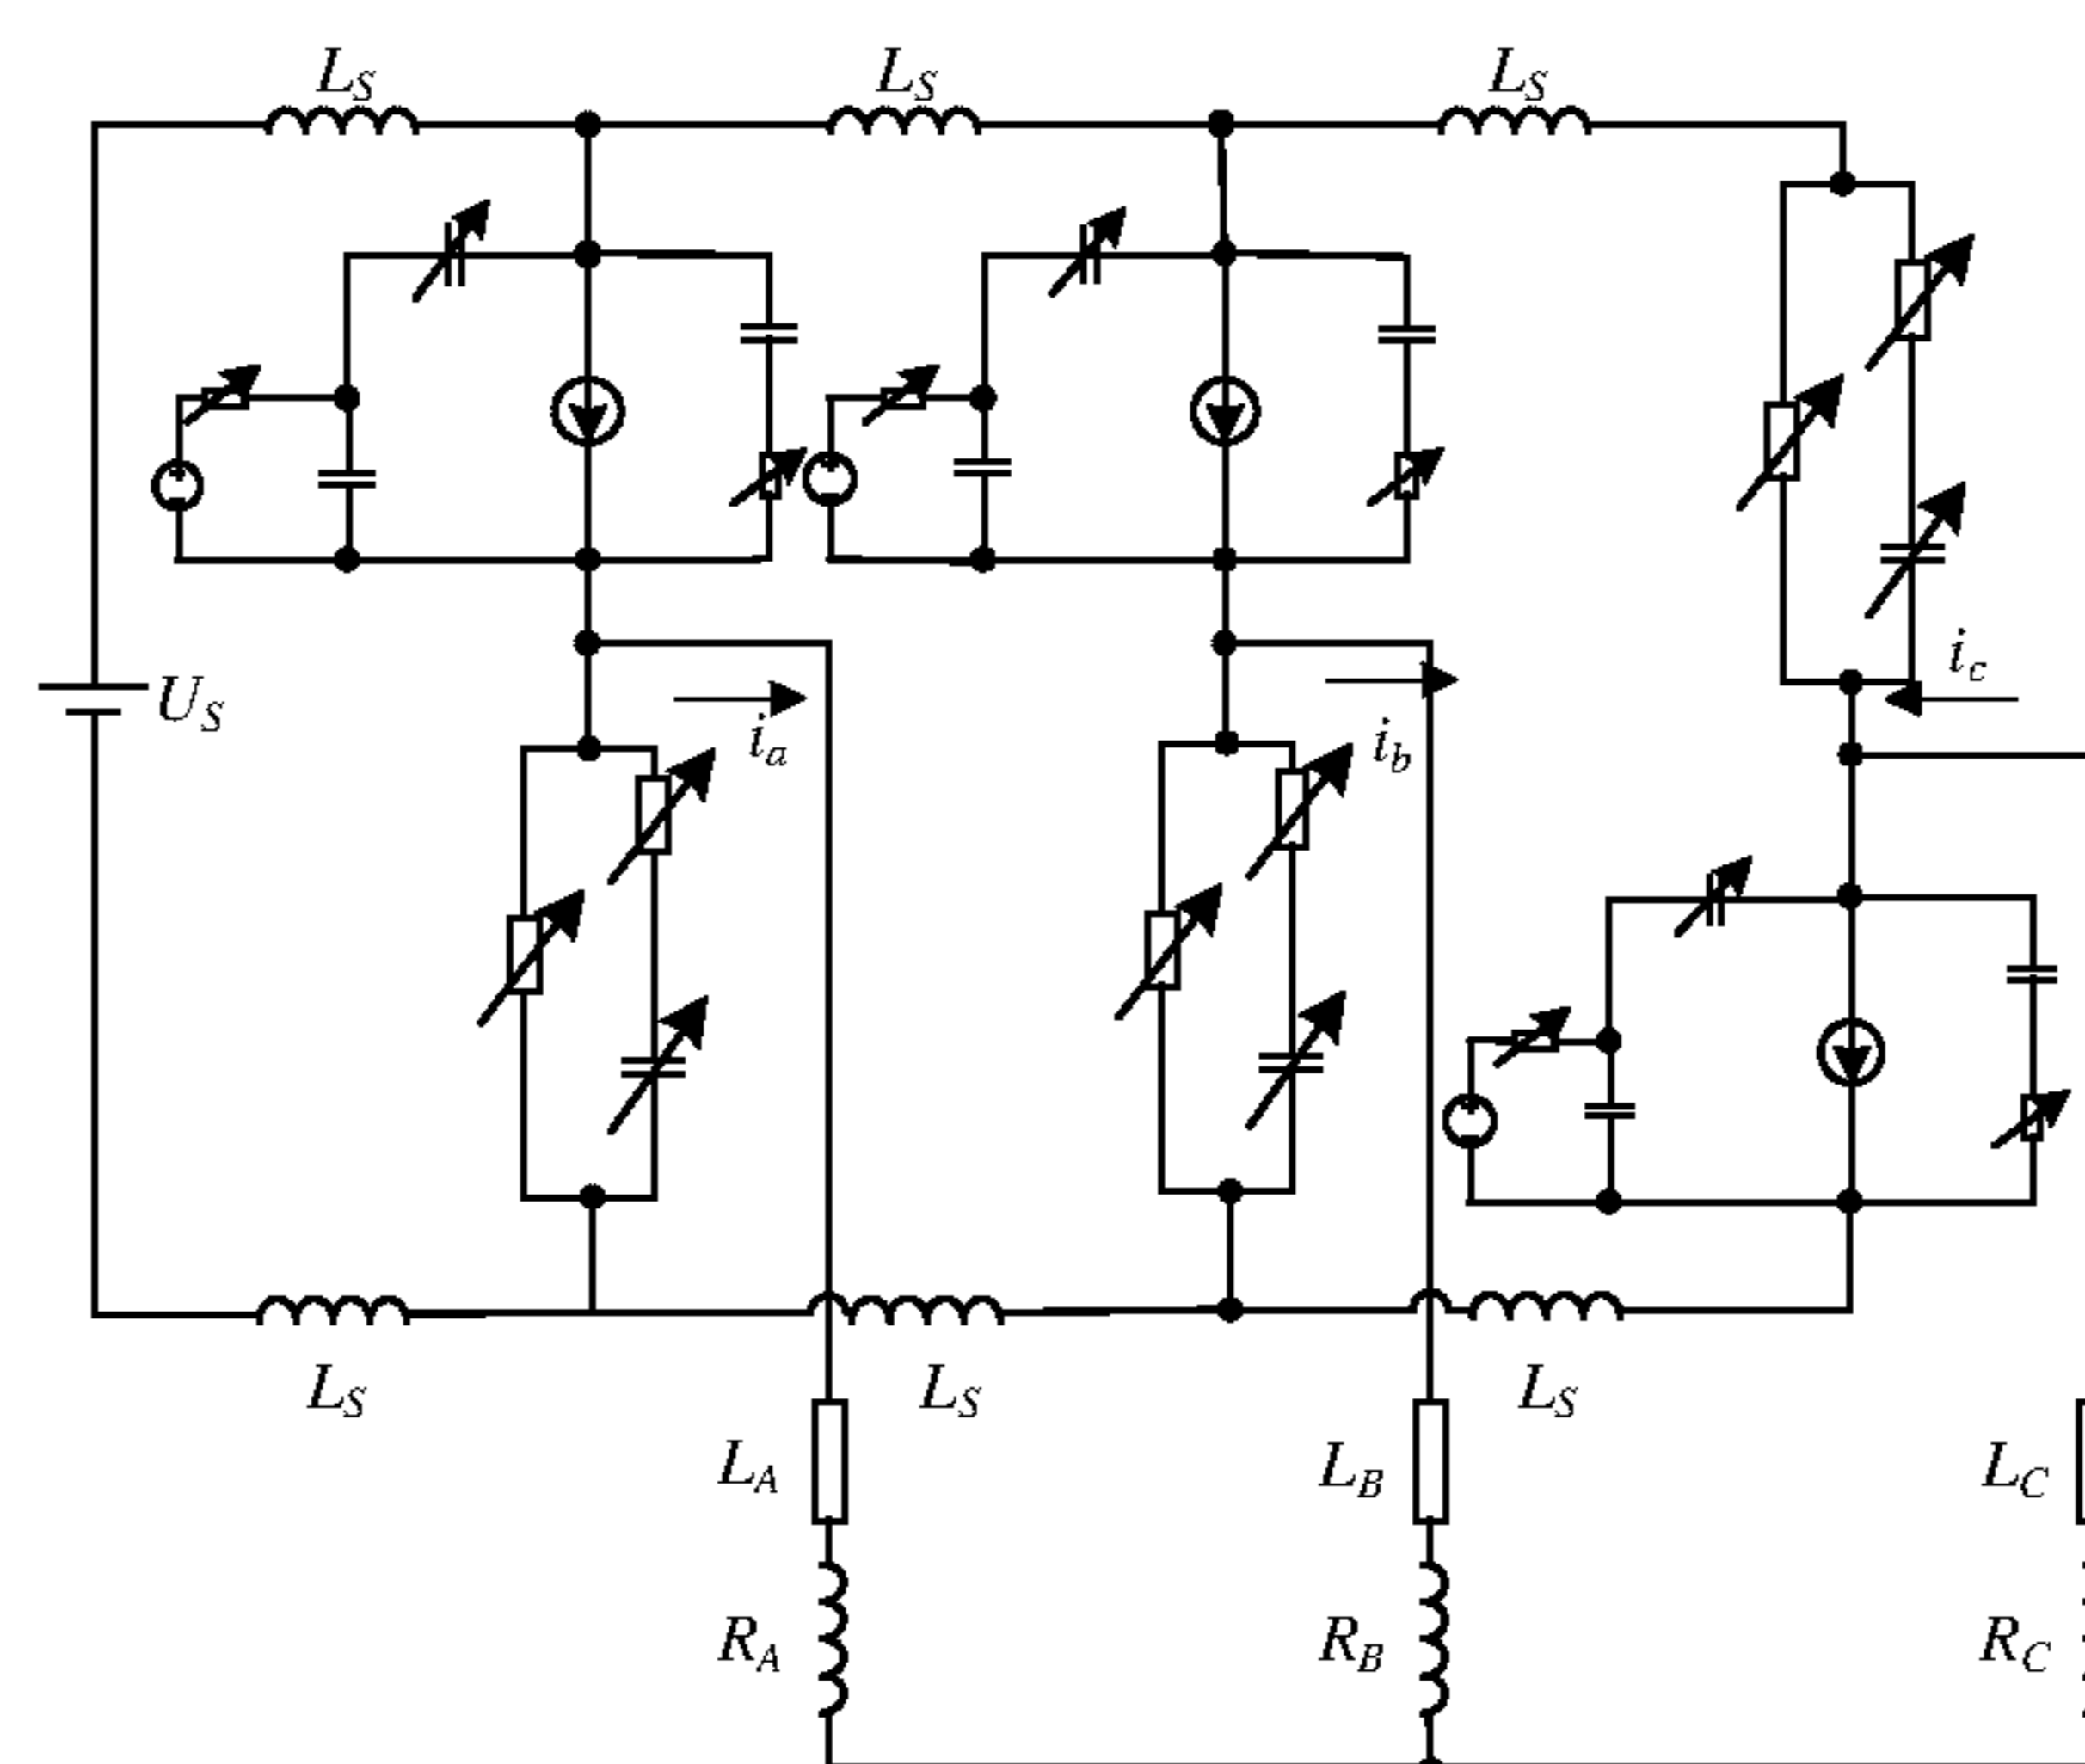 L_S L_S L_S
i_c
U_S
i_a i_b
L_S L_S L_S
L_A L_B L_C
R_A R_B R_C